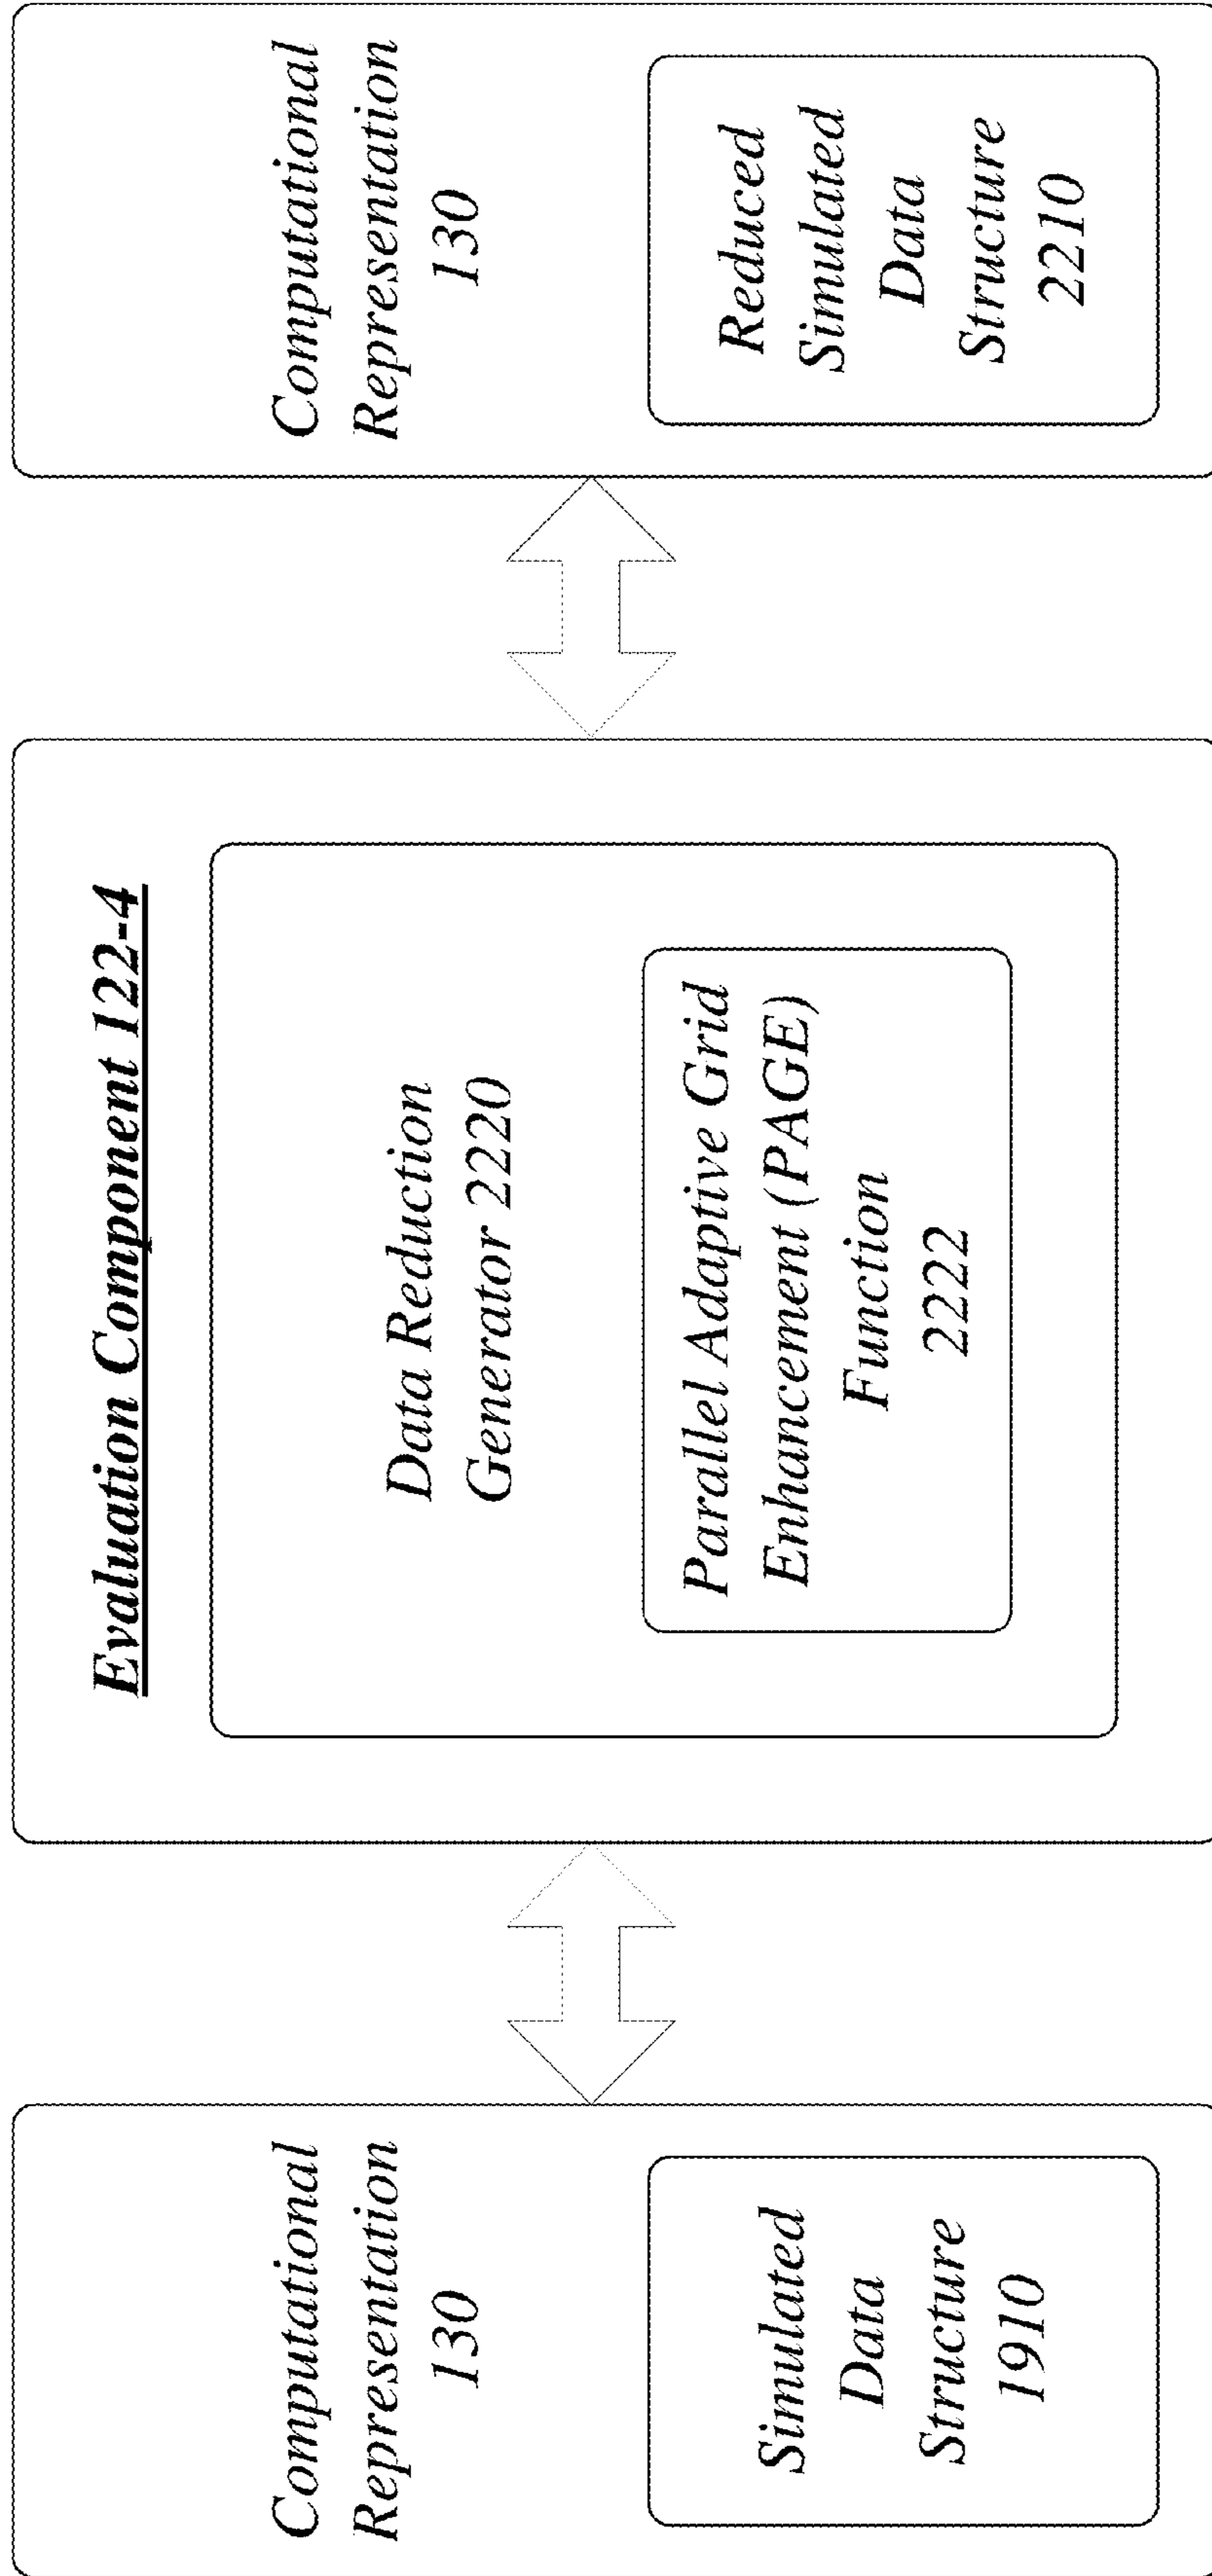 Computational
Representation
130
Simulated
Data
Structure
1910
Evaluation Component 122-4
Data Reduction
Generator 2220
Parallel Adaptive Grid
Enhancement (PAGE)
Function
2222
Computational
Representation
130
Reduced
Simulated
Data
Structure
2210